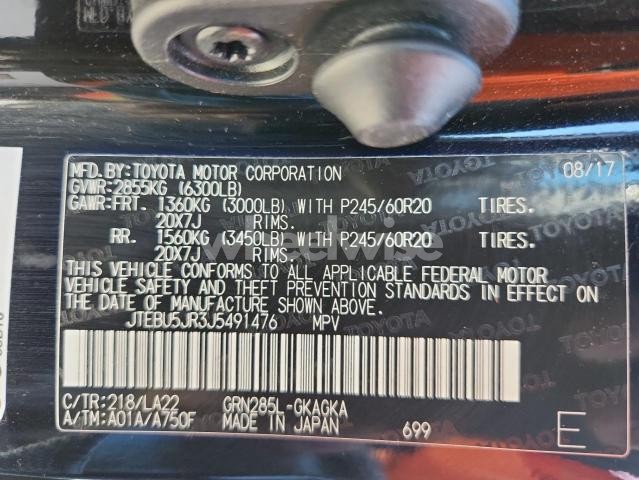 MFD.BY:TOYOTA MOTOR CORPORATION 08/17
GVWR:2855KG (6300LB)
GAWR:FRT. 1360KG (3000LB) WITH P245/60R20 TIRES.
20X7J RIMS.
RR. 1560KG (3450LB) WITH P245/60R20 TIRES.
20X7J RIMS.
THIS VEHICLE CONFORMS TO ALL APPLICABLE FEDERAL MOTOR
VEHICLE SAFETY AND THEFT PREVENTION STANDARDS IN EFFECT ON
THE DATE OF MANUFACTURE SHOWN ABOVE.
JTEBU5JR3J5491476 MPV
C/TR:218/LA22 GRN285L-GKAGKA
A/TM:A01A/A750F MADE IN JAPAN 699 E